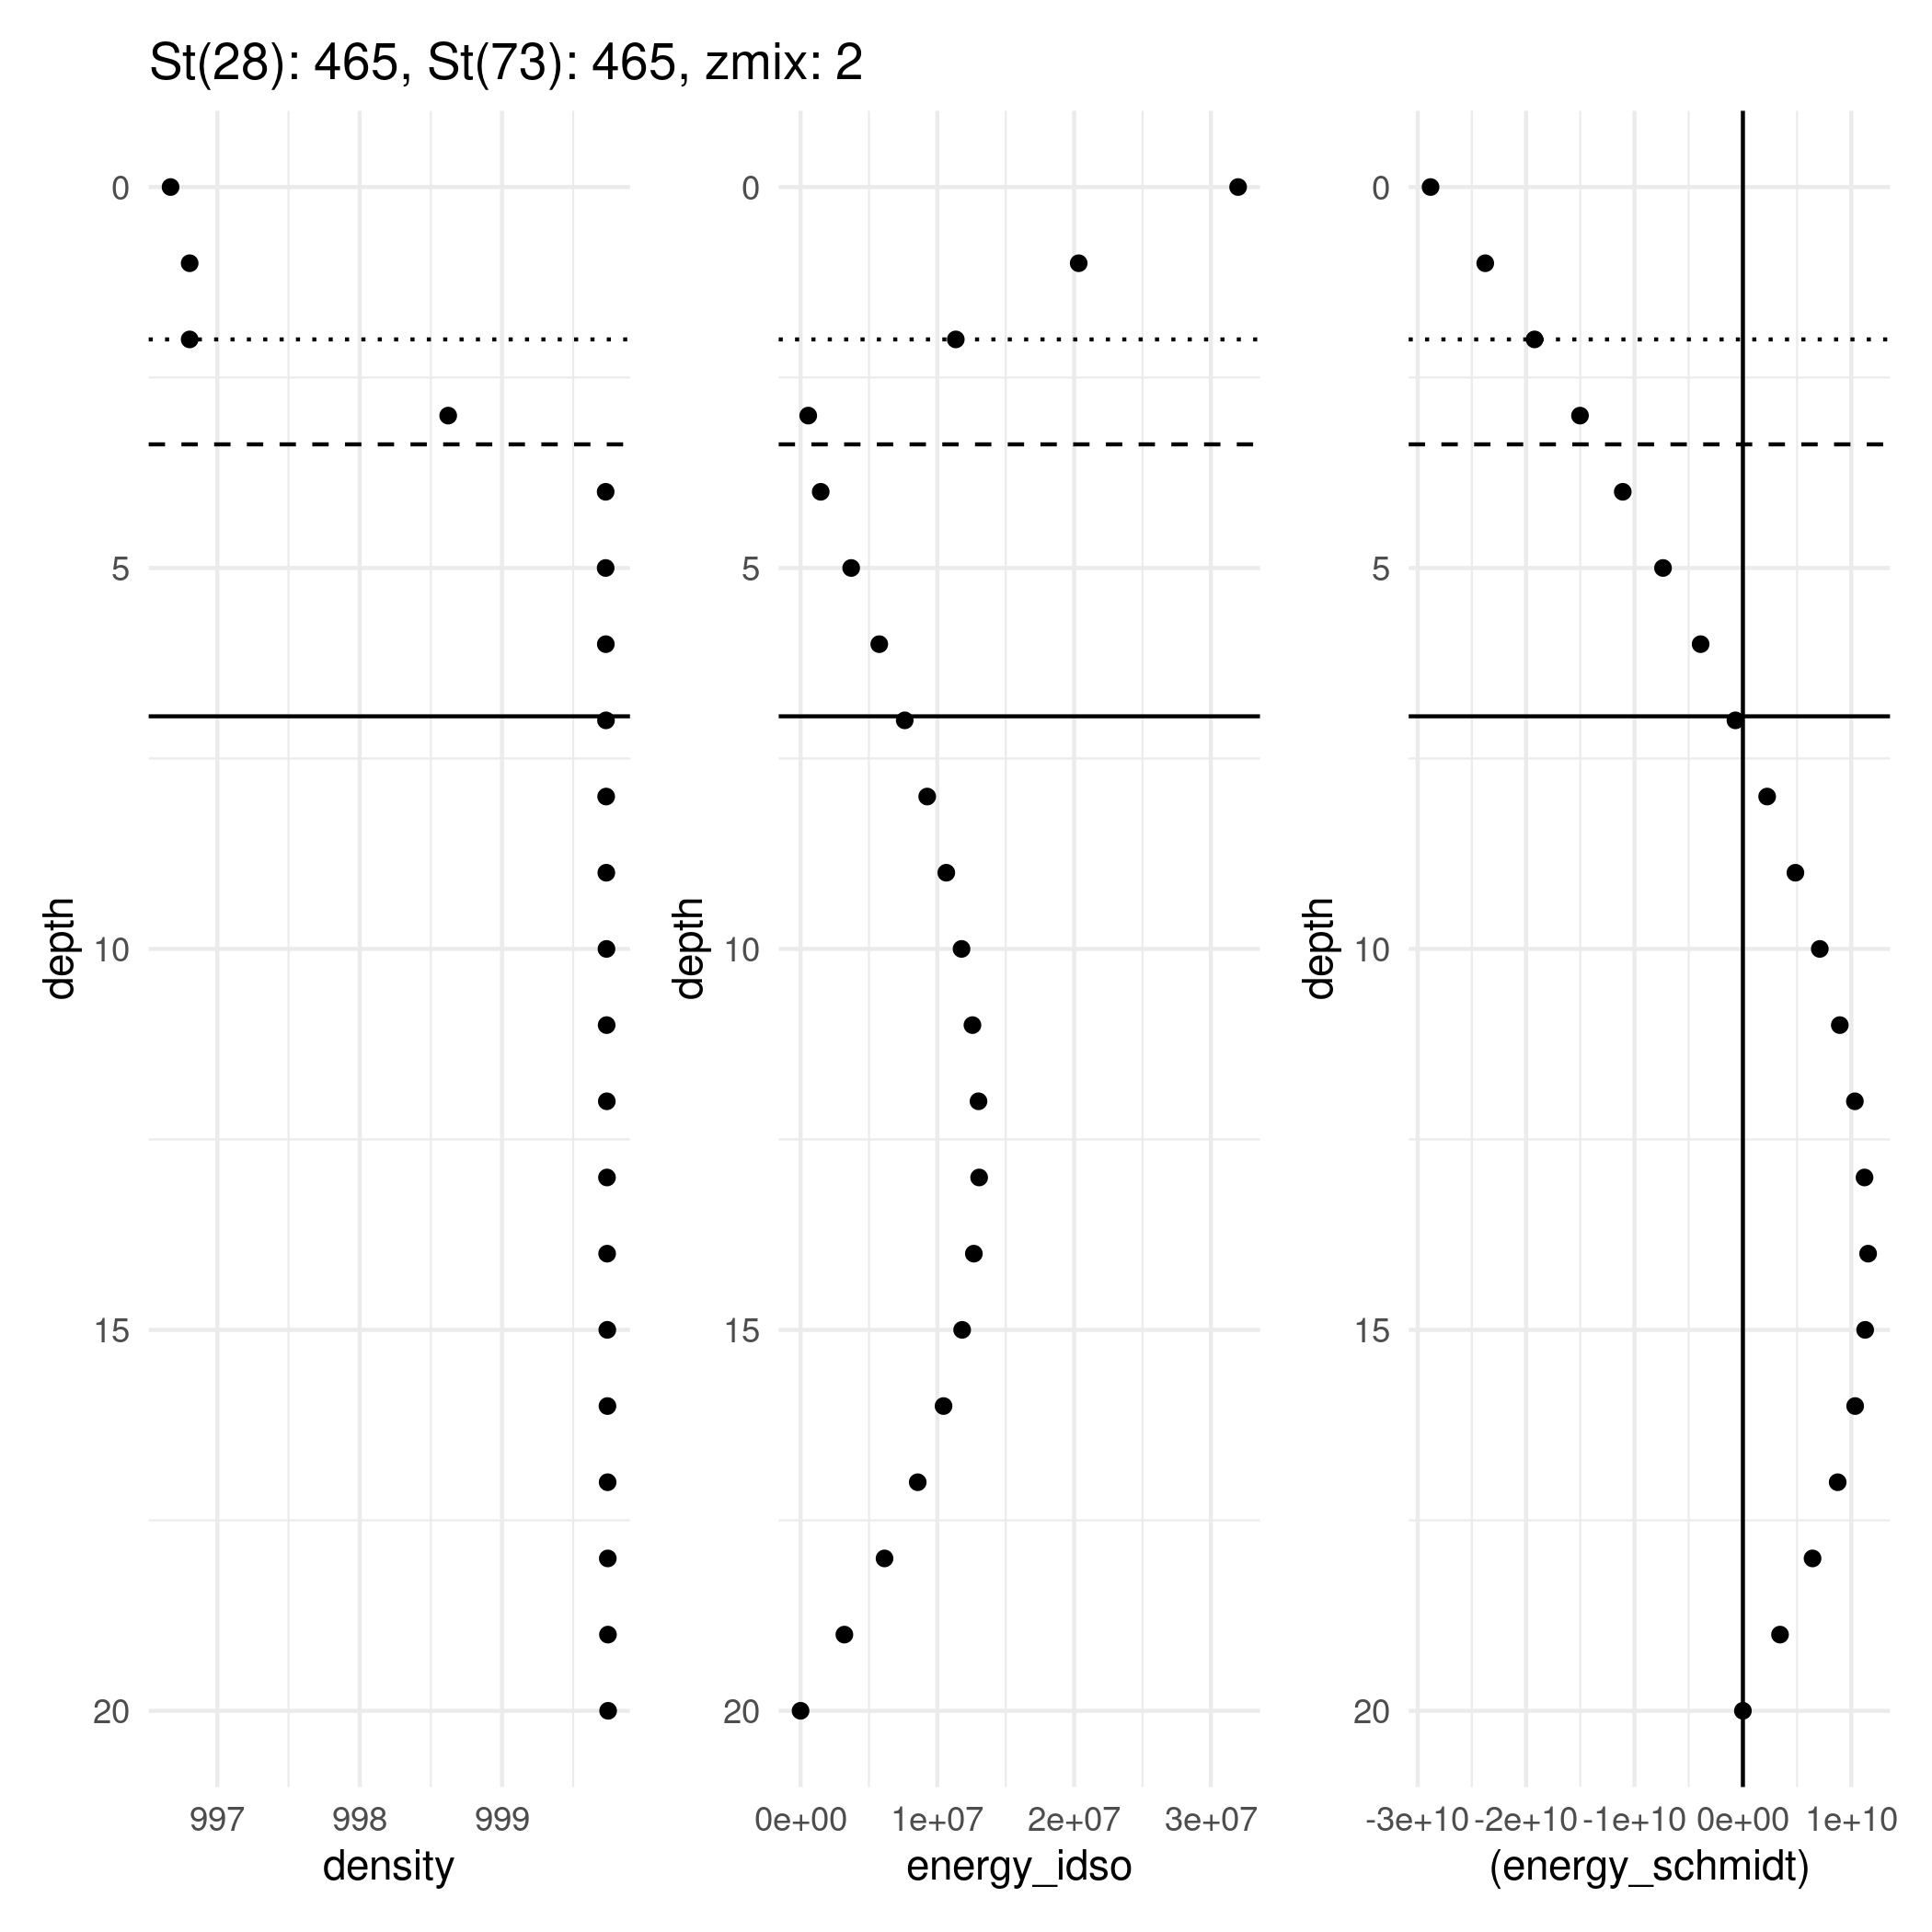 St(28): 465, St(73): 465, zmix: 2
depth
0
5
10
15
20
997 998 999
density
depth
0
5
10
15
20
0e+00 1e+07 2e+07 3e+07
energy_idso
depth
0
5
10
15
20
-3e+10 -2e+10 -1e+10 0e+00 1e+10
(energy_schmidt)